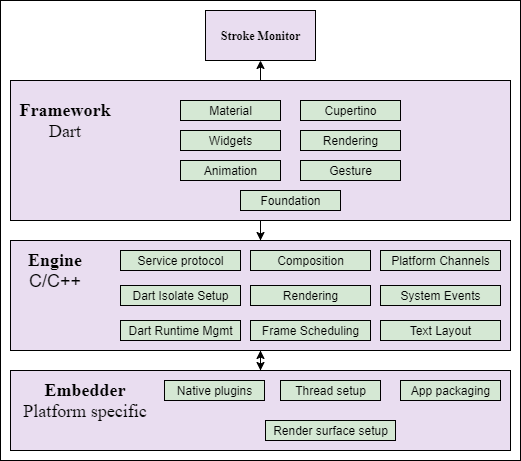 Stroke Monitor
Framework
Dart
Material
Cupertino
Widgets
Rendering
Animation
Gesture
Foundation
Engine
C/C++
Service protocol
Composition
Platform Channels
Dart Isolate Setup
Rendering
System Events
Dart Runtime Mgmt
Frame Scheduling
Text Layout
Embedder
Platform specific
Native plugins
Thread setup
App packaging
Render surface setup